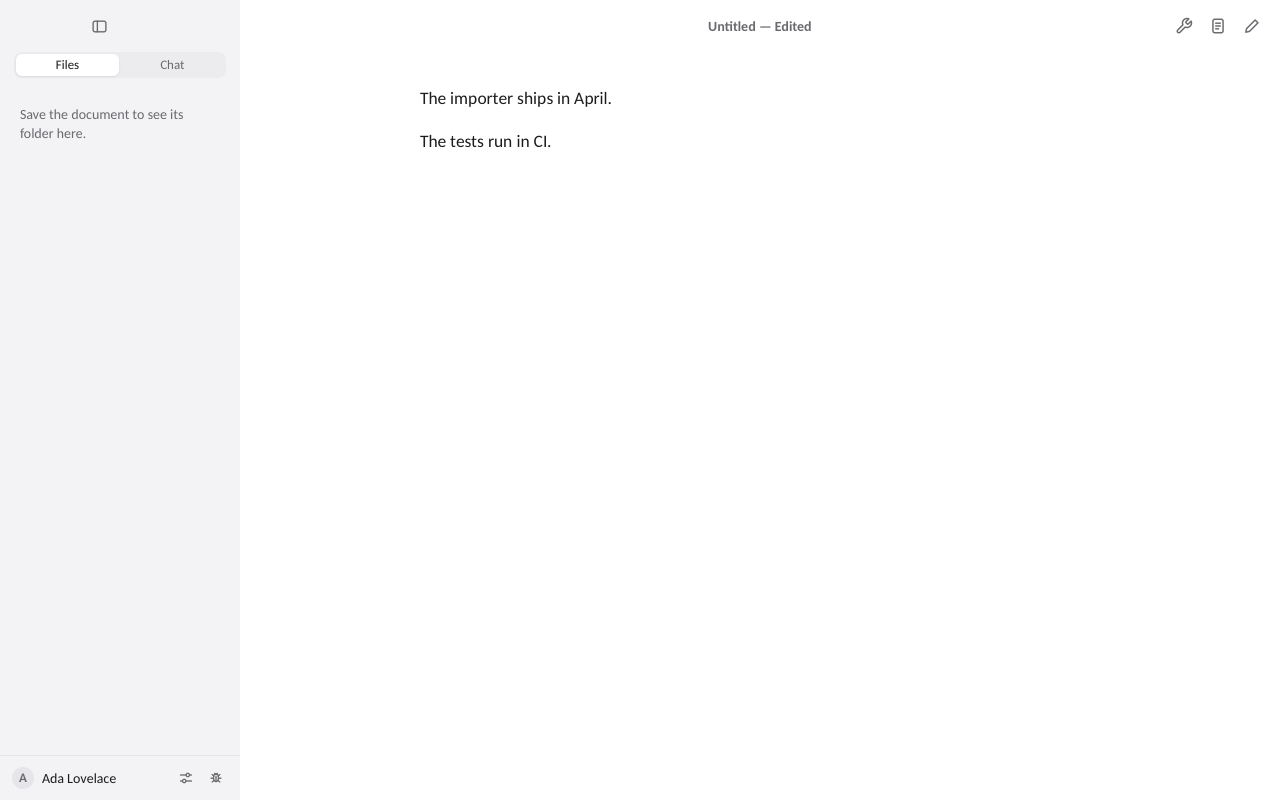 Untitled — Edited
Files
Chat
Save the document to see its
folder here.
The importer ships in April.
The tests run in CI.
A
Ada Lovelace